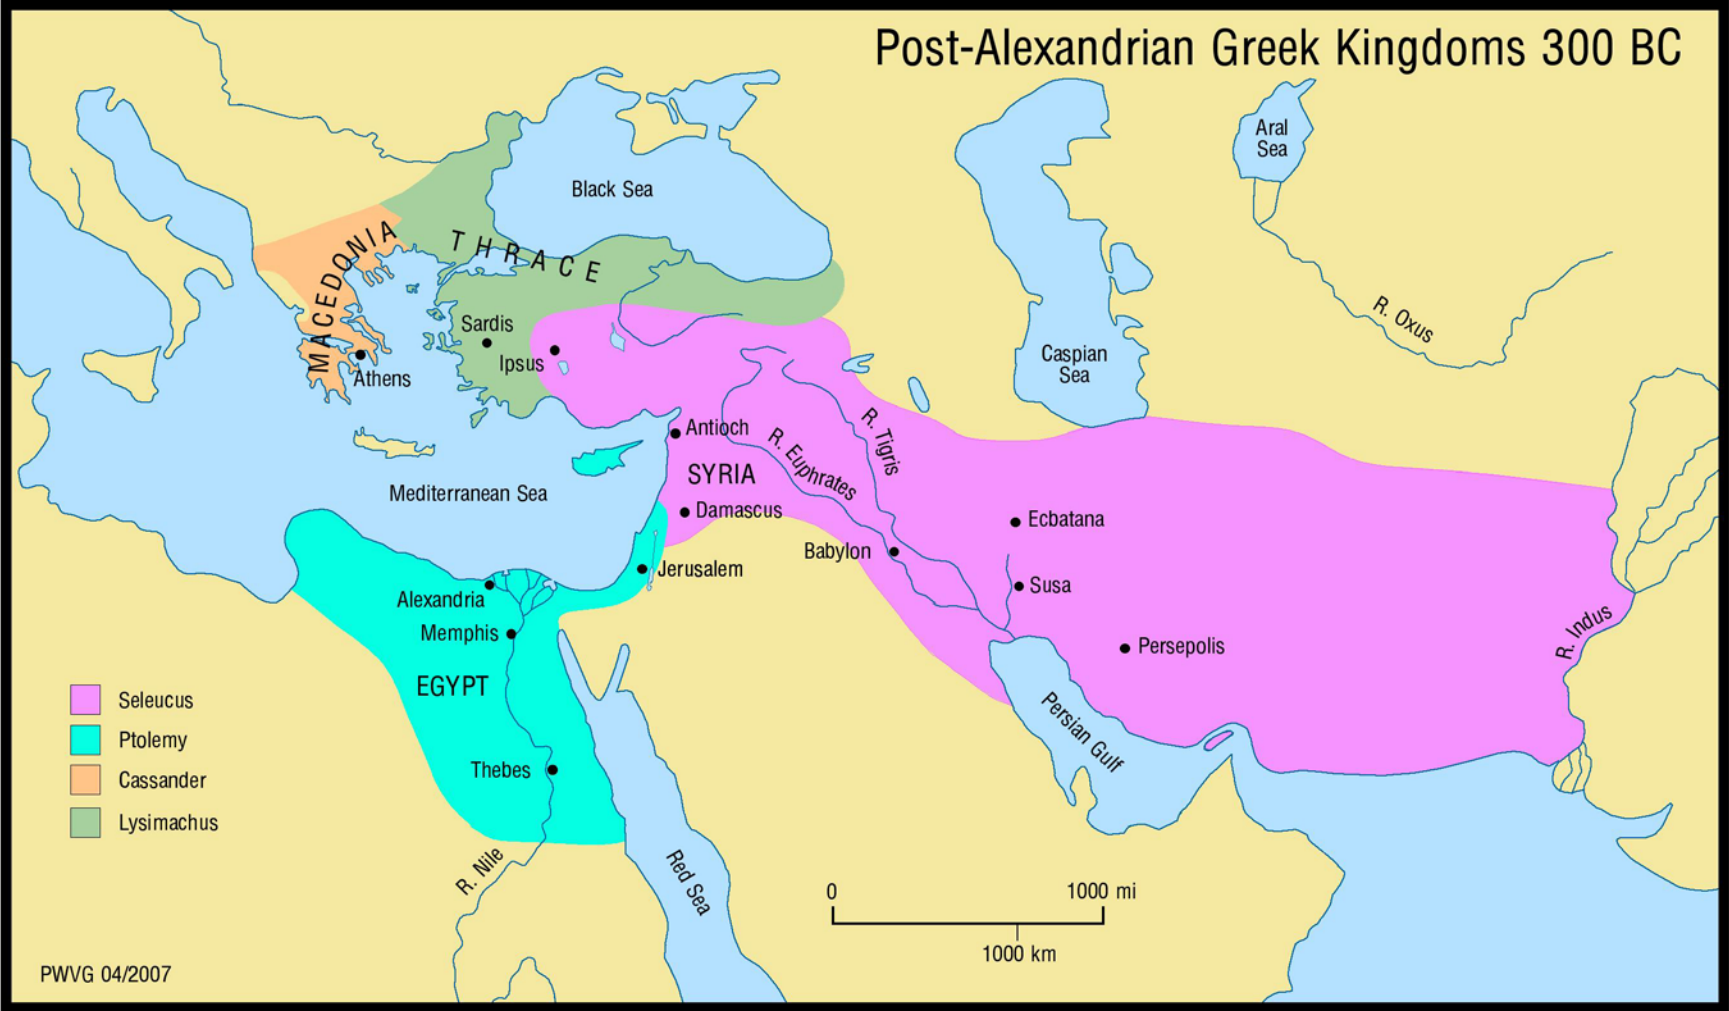 Post-Alexandrian Greek Kingdoms 300 BC
Aral
Sea
Black Sea
THRACE
MACEDONIA
R. Oxus
Sardis
Ipsus
Caspian
Sea
Athens
Antioch
R. Tigris
R. Euphrates
SYRIA
Mediterranean Sea
Damascus
Ecbatana
Babylon
Jerusalem
Susa
Alexandria
Memphis
R. Indus
Persepolis
EGYPT
Persian Gulf
Thebes
Seleucus
Ptolemy
Cassander
Lysimachus
R. Nile
Red Sea
0 1000 mi
1000 km
PWVG 04/2007